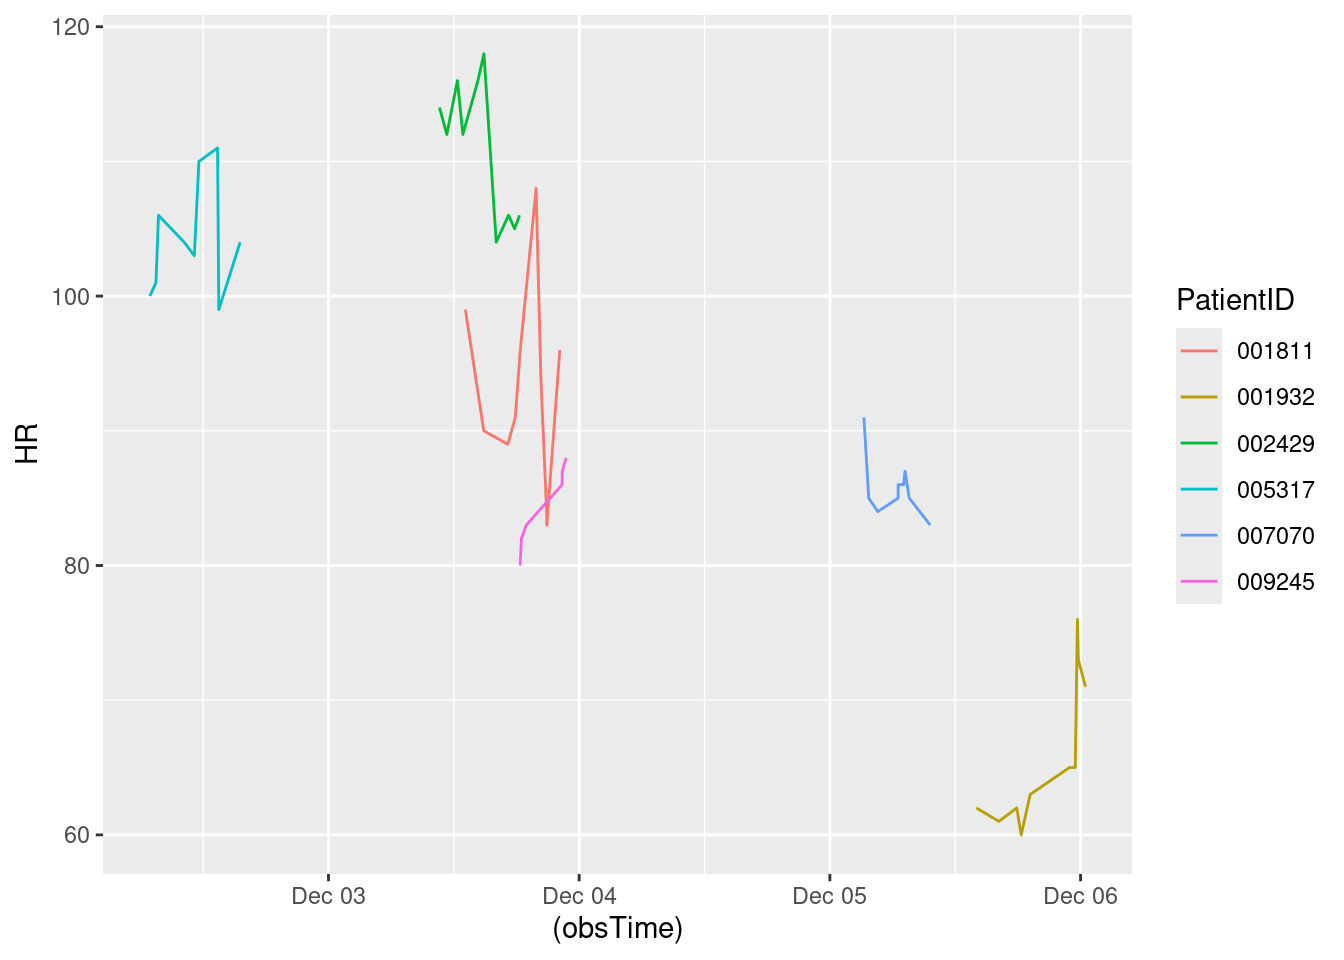 120
100
80
60
HR
Dec 03
Dec 04
Dec 05
Dec 06
(obsTime)
PatientID
001811
001932
002429
005317
007070
009245